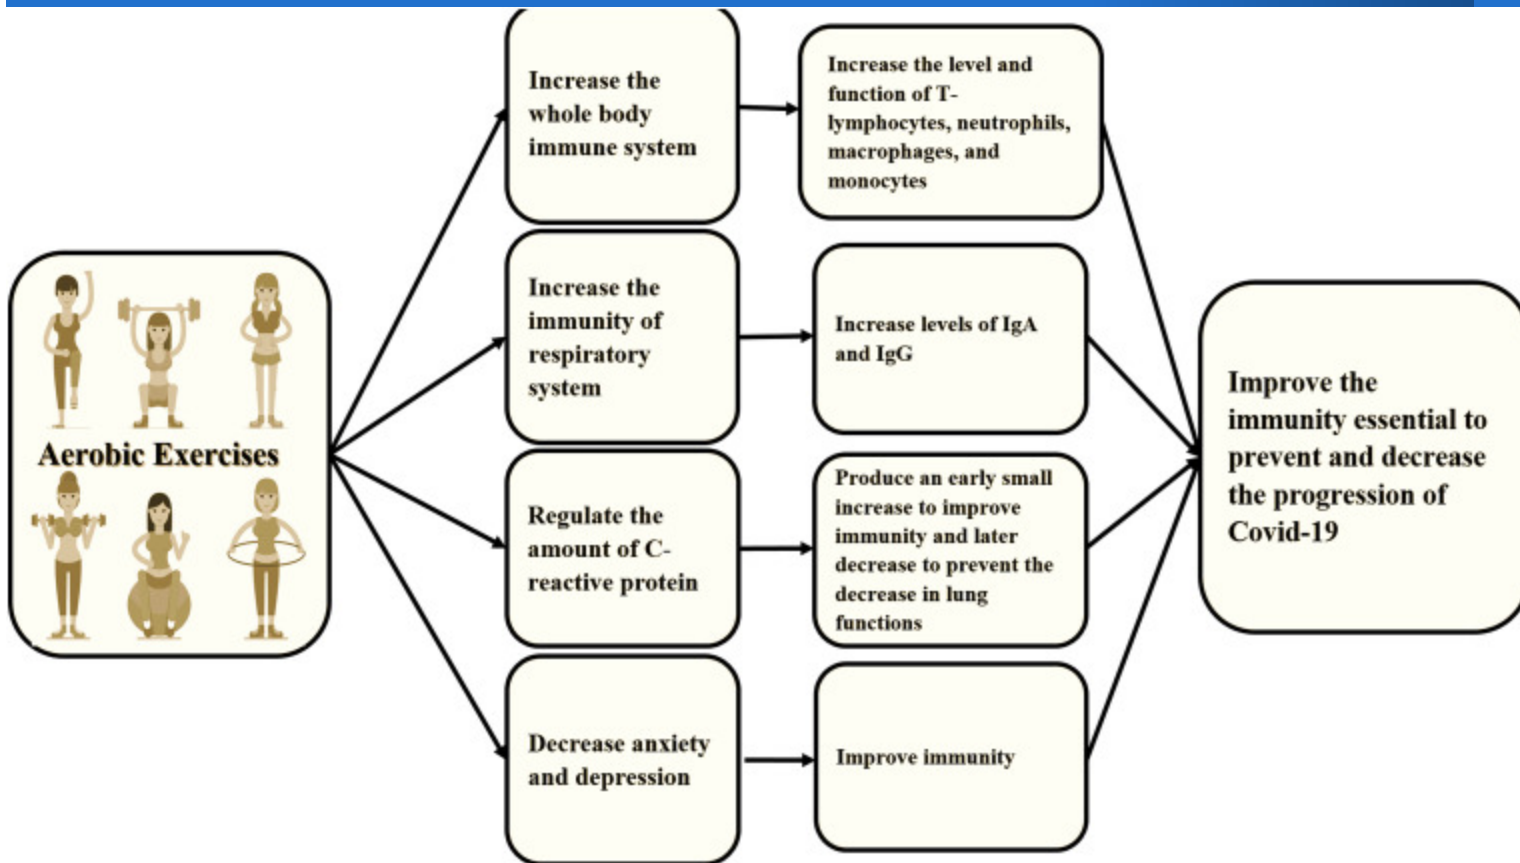 Increase the
whole body
immune system
Increase the level and
function of T-
lymphocytes, neutrophils,
macrophages, and
monocytes
Increase the
immunity of
respiratory
system
Increase levels of IgA
and IgG
Aerobic Exercises
Regulate the
amount of C-
reactive protein
Produce an early small
increase to improve
immunity and later
decrease to prevent the
decrease in lung
functions
Decrease anxiety
and depression
Improve immunity
Improve the
immunity essential to
prevent and decrease
the progression of
Covid-19